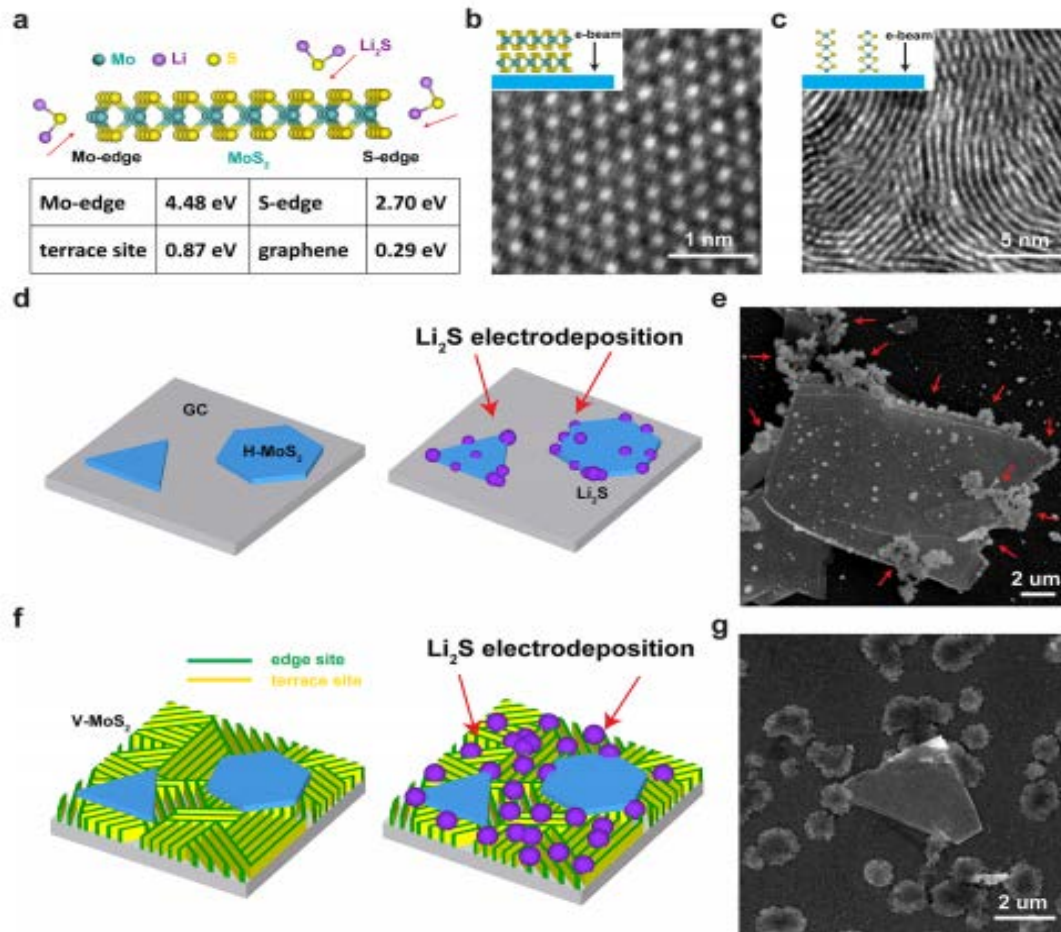 a
Mo Li S
Li₂S
Mo-edge MoS₂ S-edge
Mo-edge 4.48 eV S-edge 2.70 eV
terrace site 0.87 eV graphene 0.29 eV
b
e-beam
1 nm
c
e-beam
5 nm
d
GC
H-MoS₂
Li₂S electrodeposition
Li₂S
e
2 um
f
edge site
terrace site
V-MoS₂
Li₂S electrodeposition
g
2 um